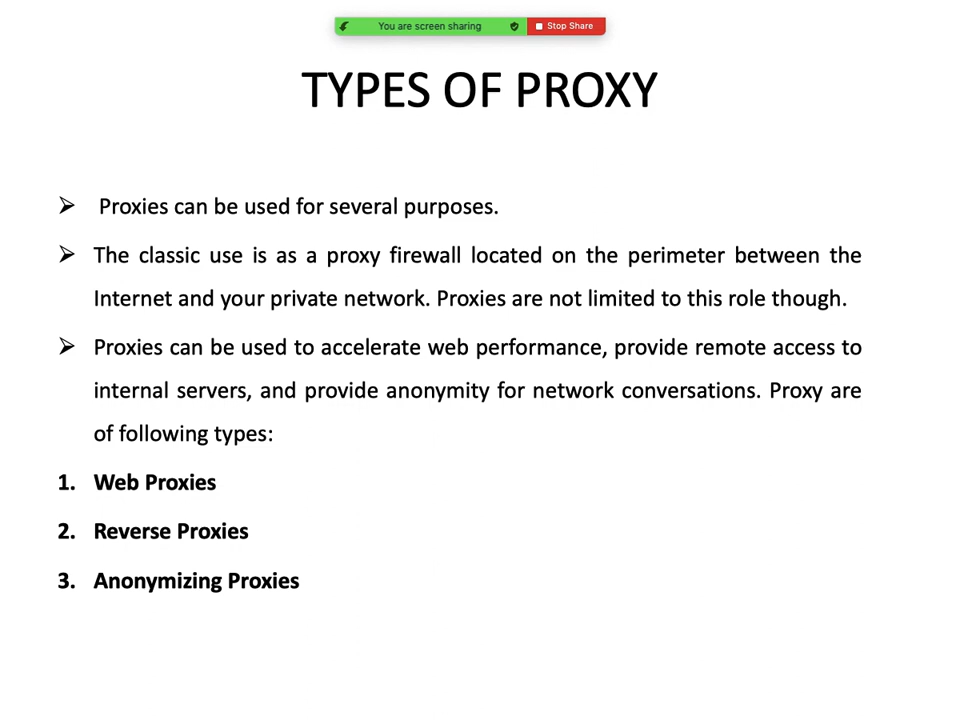 You are screen sharing
Stop Share
TYPES OF PROXY
➢ Proxies can be used for several purposes.
➢ The classic use is as a proxy firewall located on the perimeter between the
Internet and your private network. Proxies are not limited to this role though.
➢ Proxies can be used to accelerate web performance, provide remote access to
internal servers, and provide anonymity for network conversations. Proxy are
of following types:
1. Web Proxies
2. Reverse Proxies
3. Anonymizing Proxies